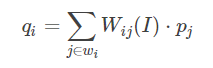 $q_i = \sum_{j \in w_i} W_{ij}(I) \cdot p_j$